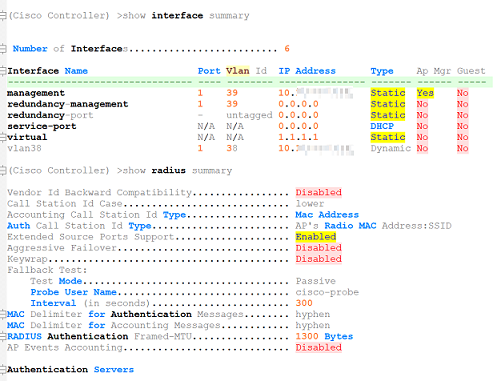 (Cisco Controller) >show interface summary
Number of Interfaces.......................... 6
Interface Name Port Vlan Id IP Address Type Ap Mgr Guest
-------------------------------- ---- -------- --------------- ------- ------ -----
management 1 39 10. Static Yes No
redundancy-management 1 39 0.0.0.0 Static No No
redundancy-port - untagged 0.0.0.0 Static No No
service-port N/A N/A 0.0.0.0 DHCP No No
virtual N/A N/A 1.1.1.1 Static No No
vlan38 1 38 10. Dynamic No No
(Cisco Controller) >show radius summary
Vendor Id Backward Compatibility................. Disabled
Call Station Id Case............................. lower
Accounting Call Station Id Type.................. Mac Address
Auth Call Station Id Type........................ AP's Radio MAC Address:SSID
Extended Source Ports Support.................... Enabled
Aggressive Failover.............................. Disabled
Keywrap.......................................... Disabled
Fallback Test:
Test Mode.................................... Passive
Probe User Name.............................. cisco-probe
Interval (in seconds)........................ 300
MAC Delimiter for Authentication Messages........ hyphen
MAC Delimiter for Accounting Messages............ hyphen
RADIUS Authentication Framed-MTU................. 1300 Bytes
AP Events Accounting............................. Disabled
Authentication Servers